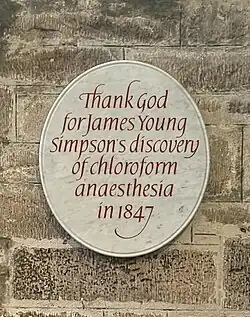 Thank God
for James Young
Simpson's discovery
of chloroform
anaesthesia
in 1847